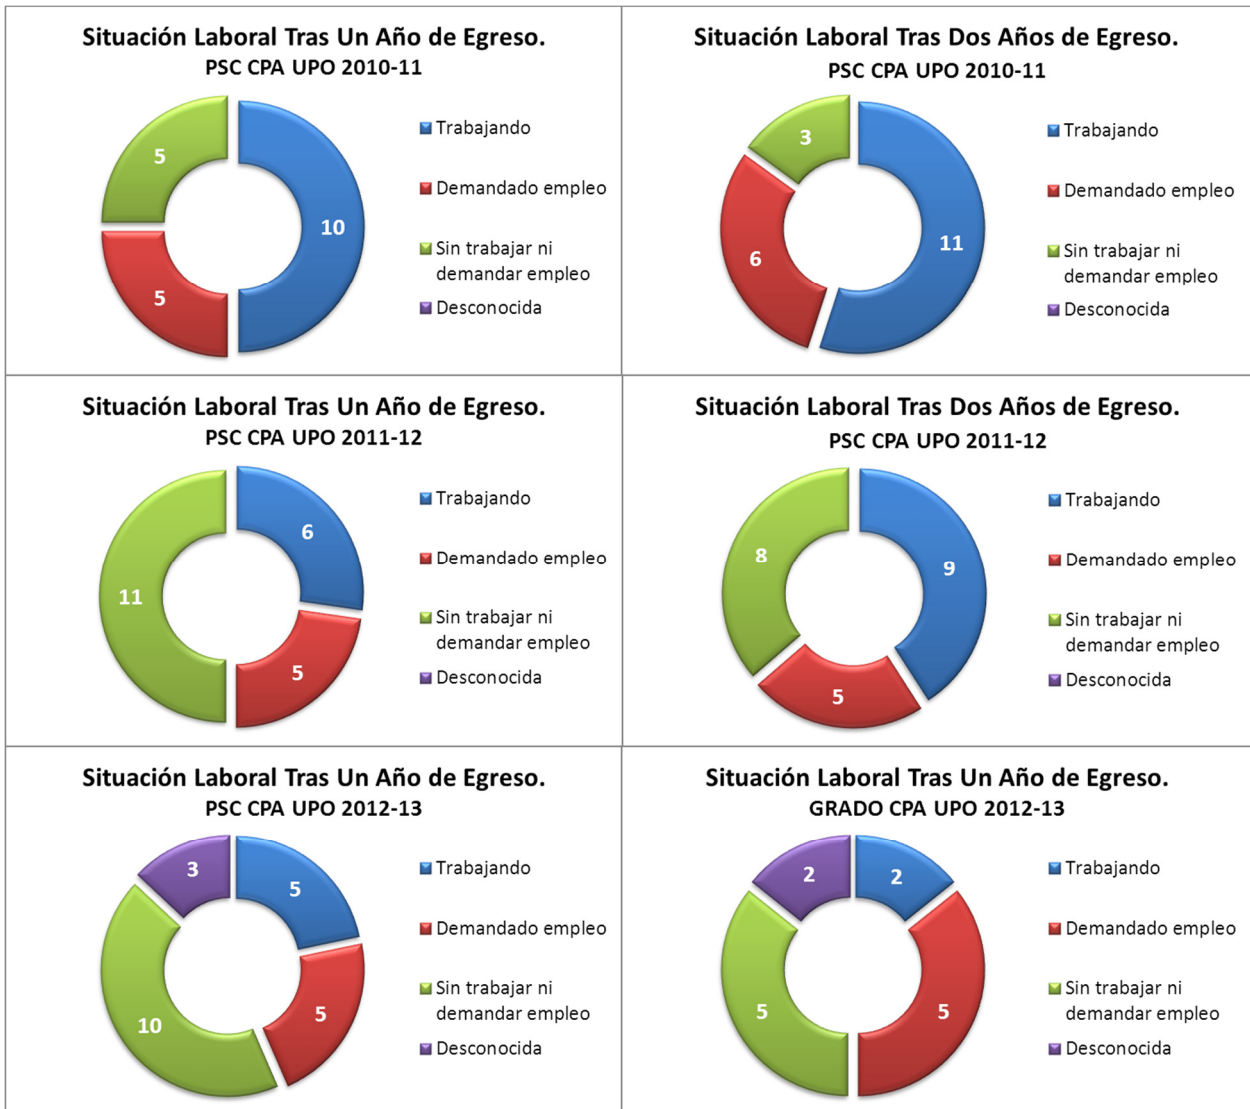 Situación Laboral Tras Un Año de Egreso.
PSC CPA UPO 2010-11
5
10
5
Trabajando
Demandado empleo
Sin trabajar ni
demandar empleo
Desconocida
Situación Laboral Tras Dos Años de Egreso.
PSC CPA UPO 2010-11
3
11
6
Trabajando
Demandado empleo
Sin trabajar ni
demandar empleo
Desconocida
Situación Laboral Tras Un Año de Egreso.
PSC CPA UPO 2011-12
6
11
5
Trabajando
Demandado empleo
Sin trabajar ni
demandar empleo
Desconocida
Situación Laboral Tras Dos Años de Egreso.
PSC CPA UPO 2011-12
8
9
5
Trabajando
Demandado empleo
Sin trabajar ni
demandar empleo
Desconocida
Situación Laboral Tras Un Año de Egreso.
PSC CPA UPO 2012-13
3
5
10
5
Trabajando
Demandado empleo
Sin trabajar ni
demandar empleo
Desconocida
Situación Laboral Tras Un Año de Egreso.
GRADO CPA UPO 2012-13
2
2
5
5
Trabajando
Demandado empleo
Sin trabajar ni
demandar empleo
Desconocida